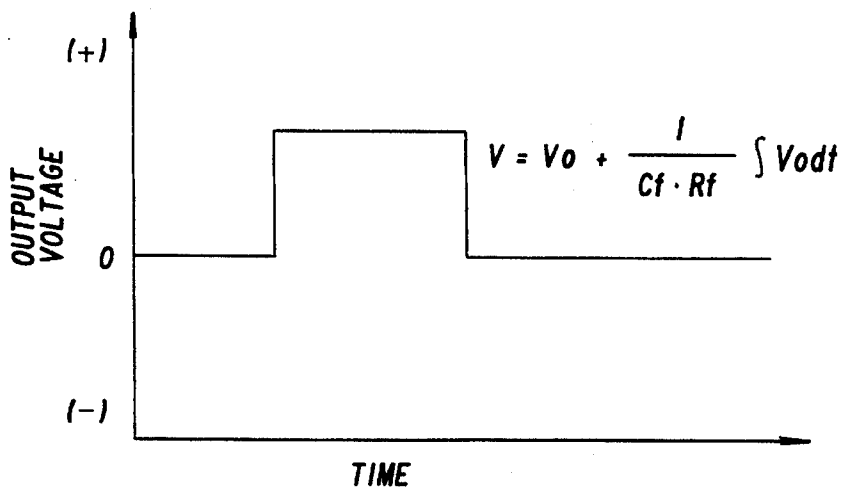 (+)
OUTPUT
VOLTAGE
V = Vo + 1/(Cf · Rf) ∫ Vodt
0
(-)
TIME